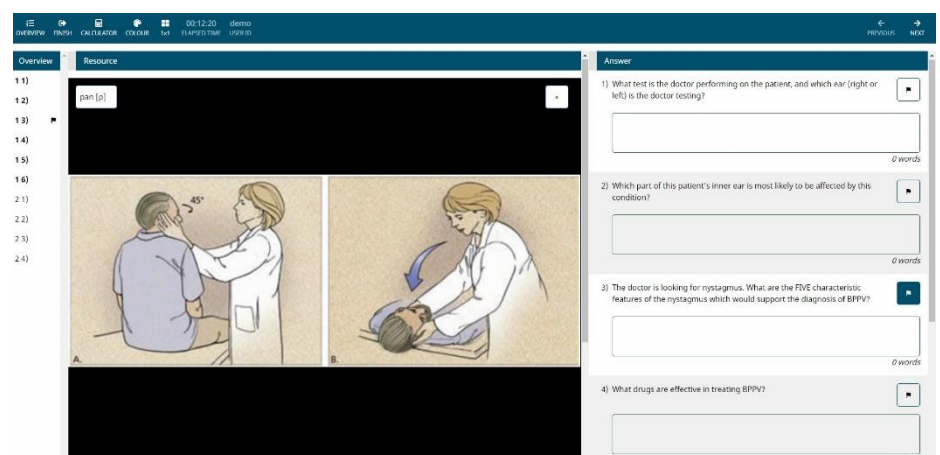 OVERVIEW FINISH CALCULATOR COLOUR 1x1 00:12:20 ELAPSED TIME demo USER ID PREVIOUS NEXT
Overview
1 1)
1 2)
1 3)
1 4)
1 5)
1 6)
2 1)
2 2)
2 3)
2 4)
Resource
pan [p]
45°
A.
B.
Answer
1) What test is the doctor performing on the patient, and which ear (right or
left) is the doctor testing?
0 words
2) Which part of this patient's inner ear is most likely to be affected by this
condition?
0 words
3) The doctor is looking for nystagmus. What are the FIVE characteristic
features of the nystagmus which would support the diagnosis of BPPV?
0 words
4) What drugs are effective in treating BPPV?